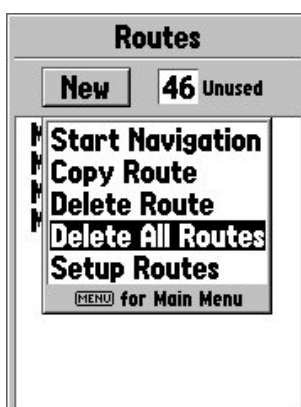 Routes
New 46 Unused
Start Navigation
Copy Route
Delete Route
Delete All Routes
Setup Routes
MENU for Main Menu